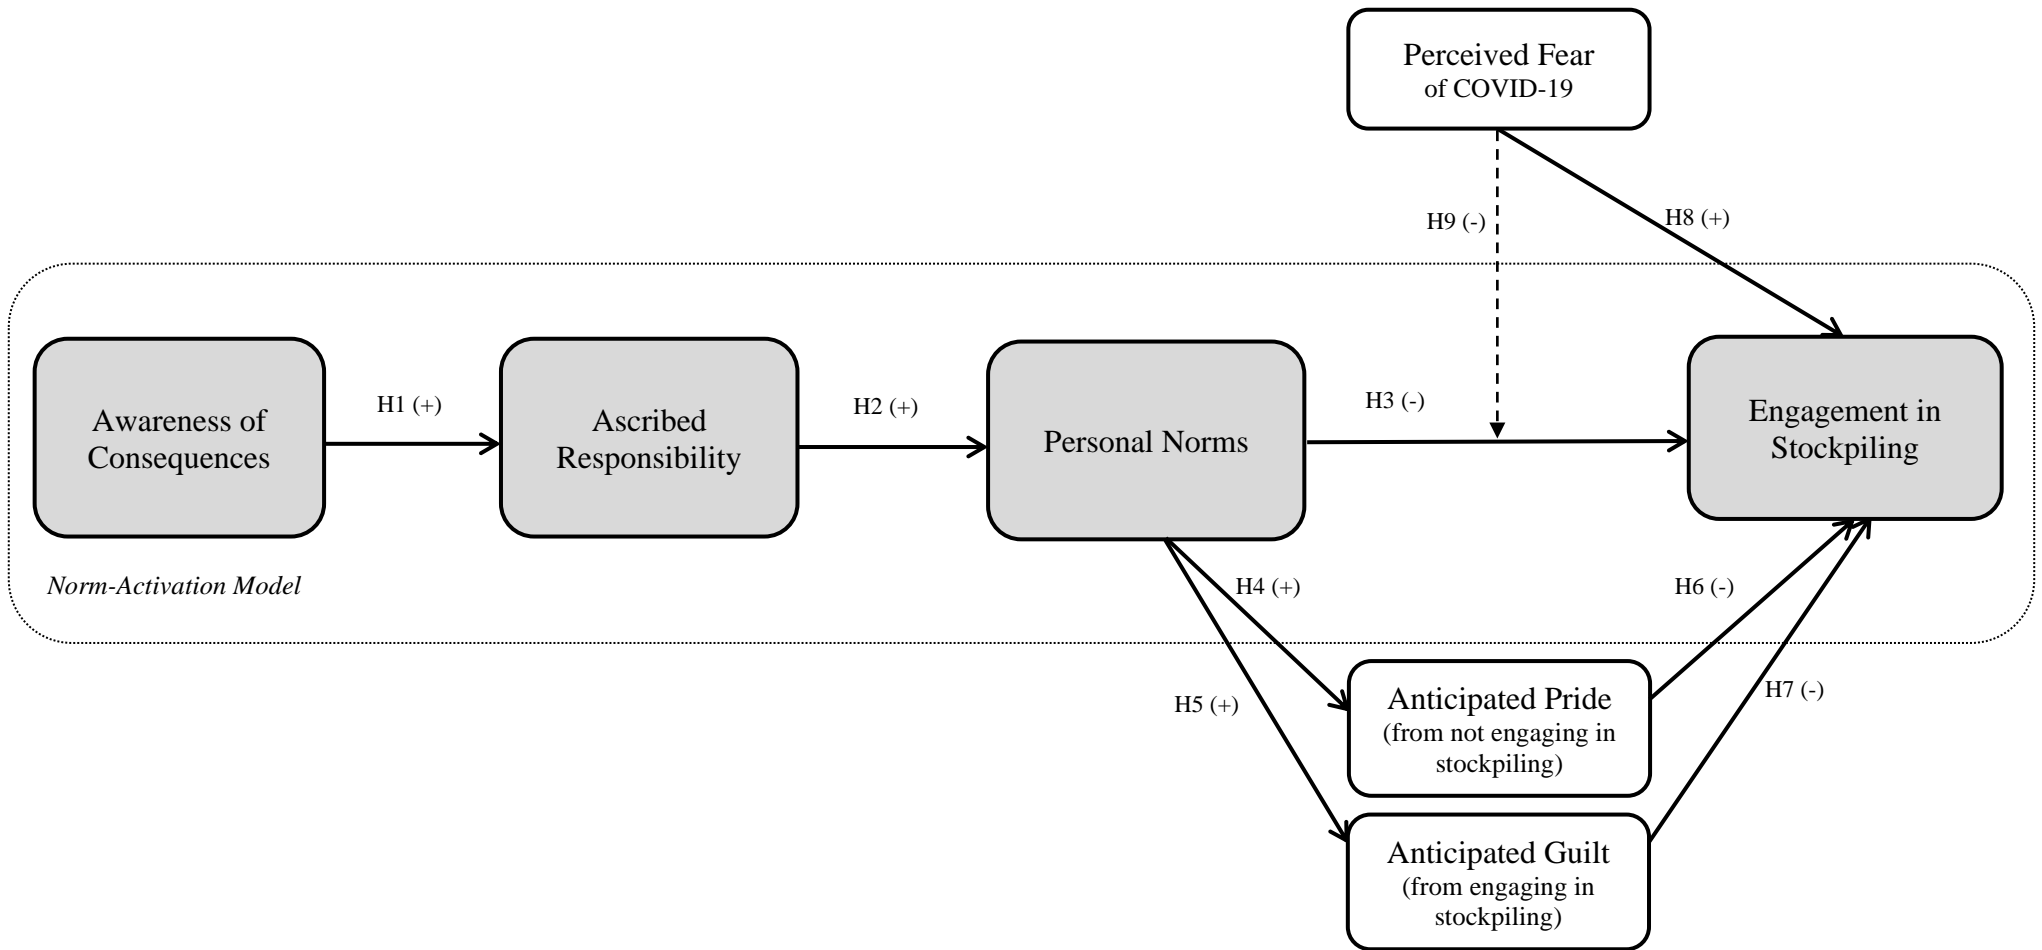 Perceived Fear
of COVID-19
H9 (-)
H8 (+)
Awareness of
Consequences
H1 (+)
Ascribed
Responsibility
H2 (+)
Personal Norms
H3 (-)
Engagement in
Stockpiling
Norm-Activation Model
H4 (+)
H6 (-)
H5 (+)
H7 (-)
Anticipated Pride
(from not engaging in
stockpiling)
Anticipated Guilt
(from engaging in
stockpiling)